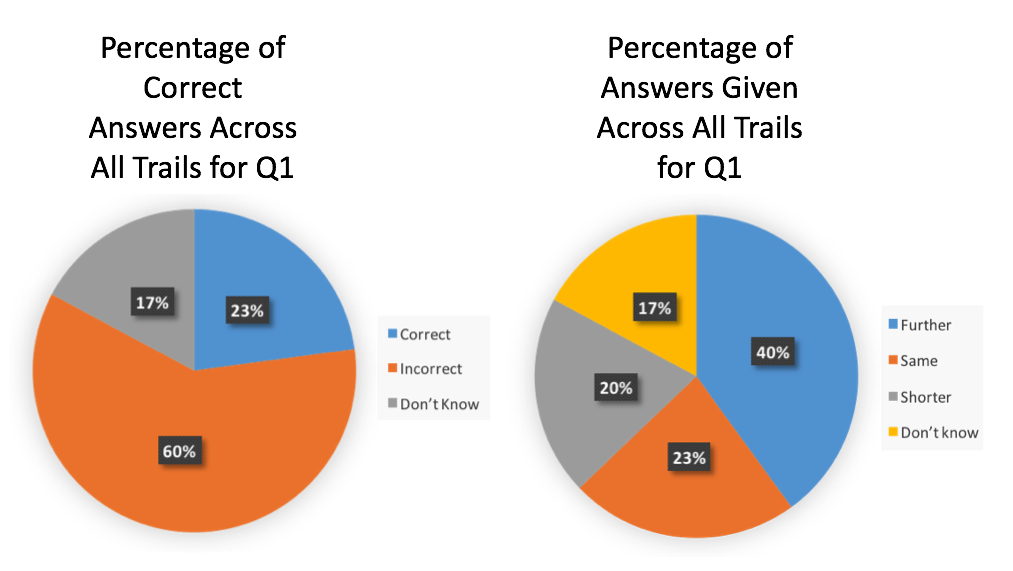 Percentage of
Correct
Answers Across
All Trails for Q1
17%
23%
60%
Correct
Incorrect
Don't Know
Percentage of
Answers Given
Across All Trails
for Q1
17%
40%
20%
23%
Further
Same
Shorter
Don't know